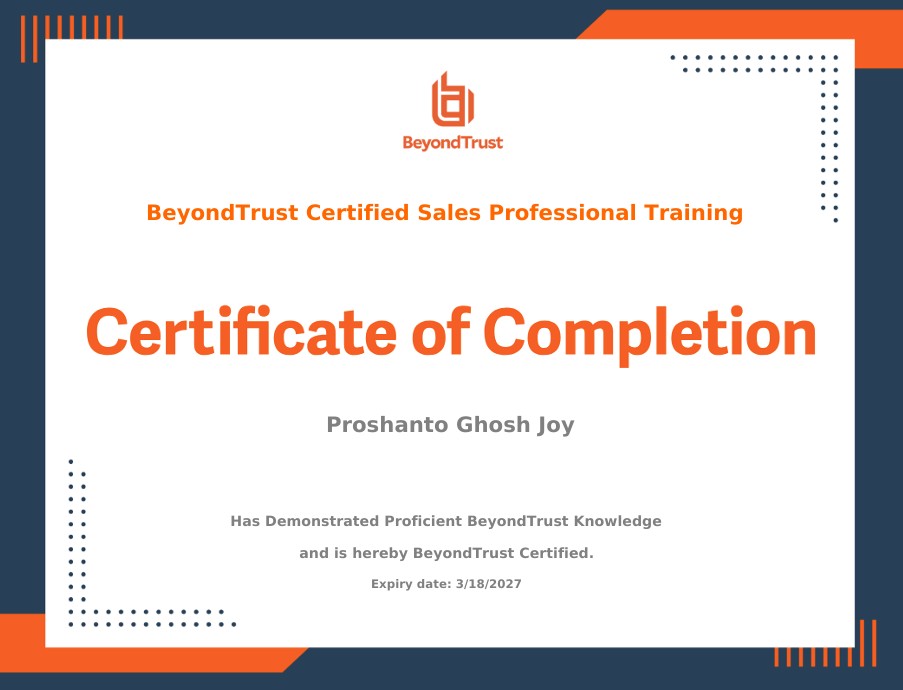 BeyondTrust
BeyondTrust Certified Sales Professional Training
Certificate of Completion
Proshanto Ghosh Joy
Has Demonstrated Proficient BeyondTrust Knowledge
and is hereby BeyondTrust Certified.
Expiry date: 3/18/2027